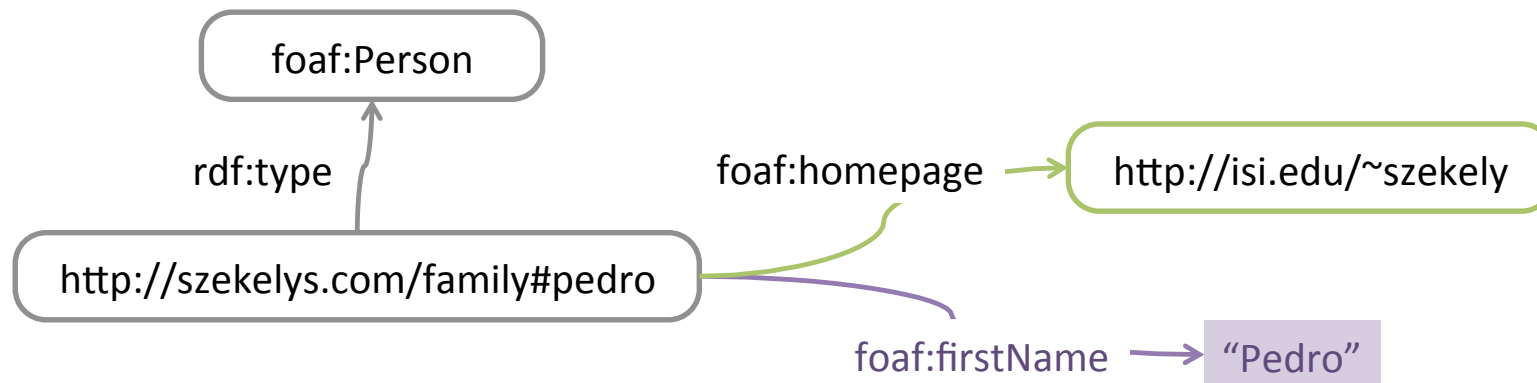 foaf:Person
rdf:type
foaf:homepage
http://isi.edu/~szekely
http://szekelys.com/family#pedro
foaf:firstName
“Pedro”